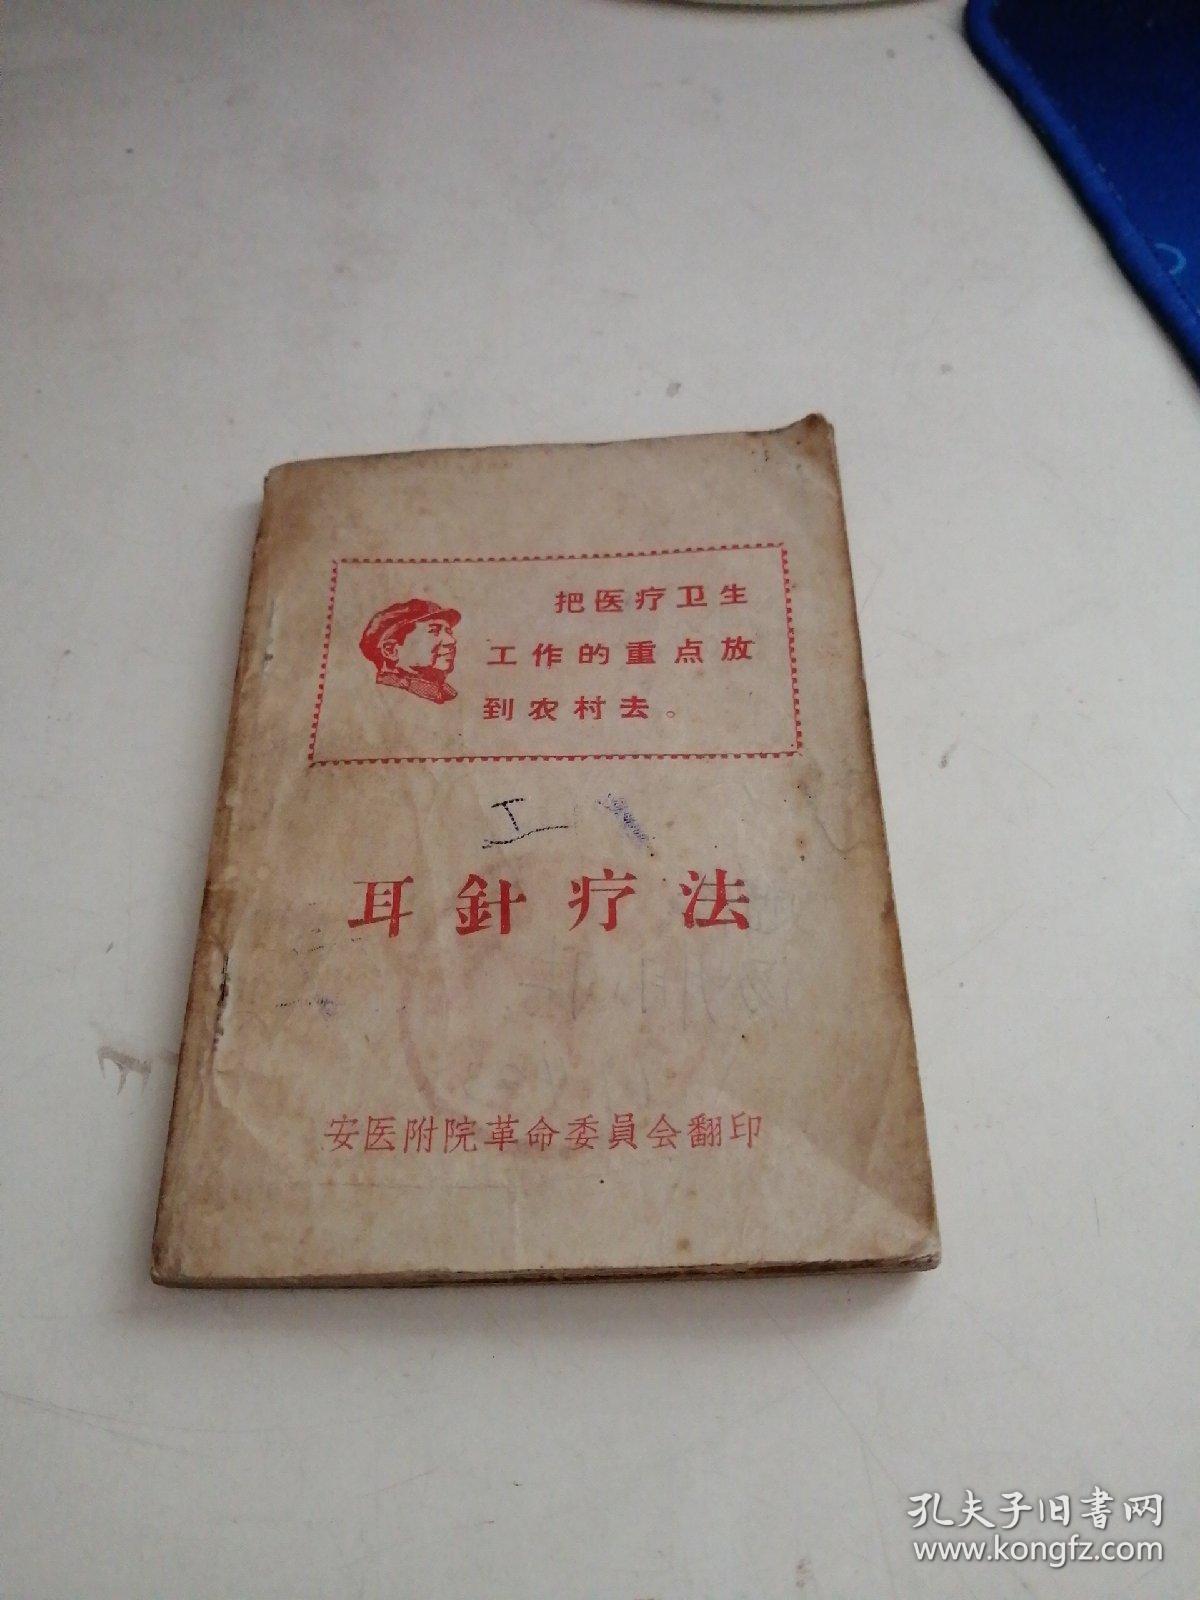 把医疗卫生
工作的重点放
到农村去。
工
耳針疗法
安医附院革命委員会翻印
孔夫子旧书网
www.kongfz.com